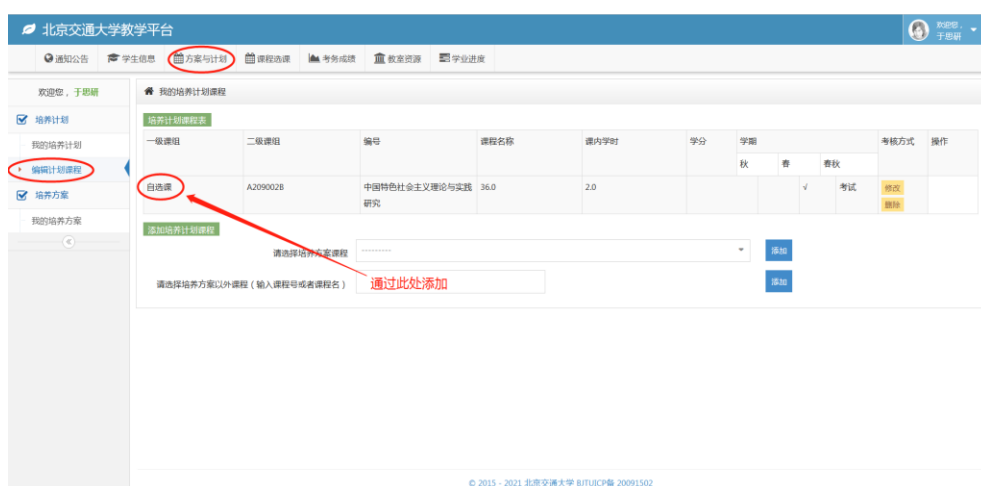 北京交通大学教学平台
欢迎您，
于思研
通知公告 学生信息 方案与计划 课程选课 考务成绩 教室资源 学业进度
欢迎您，于思研
我的培养计划课程
培养计划
我的培养计划
编辑计划课程
培养方案
我的培养方案
培养计划课程表
一级课组 二级课组 编号 课程名称 课内学时 学分 学期 考核方式 操作
秋 春 春秋
自选课 A209002B 中国特色社会主义理论与实践 36.0 2.0 √ 考试 修改
研究 删除
添加培养计划课程
请选择培养方案课程 --------- 添加
请选择培养方案以外课程（输入课程号或者课程名） 通过此处添加 添加
© 2015 - 2021 北京交通大学 BJTUICP备 20091502